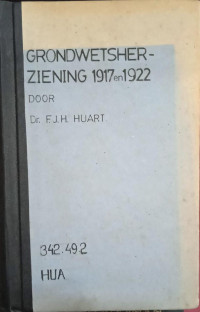 GRONDWETSHER-
ZIENING 1917 en 1922
DOOR
Dr. F.J.H. HUART
342.49.2
HUA